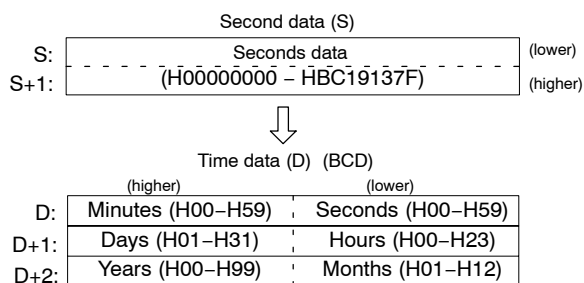 Second data (S)
S: Seconds data (lower)
S+1: (H00000000 – HBC19137F) (higher)
Time data (D) (BCD)
(higher) (lower)
D: Minutes (H00–H59) Seconds (H00–H59)
D+1: Days (H01–H31) Hours (H00–H23)
D+2: Years (H00–H99) Months (H01–H12)